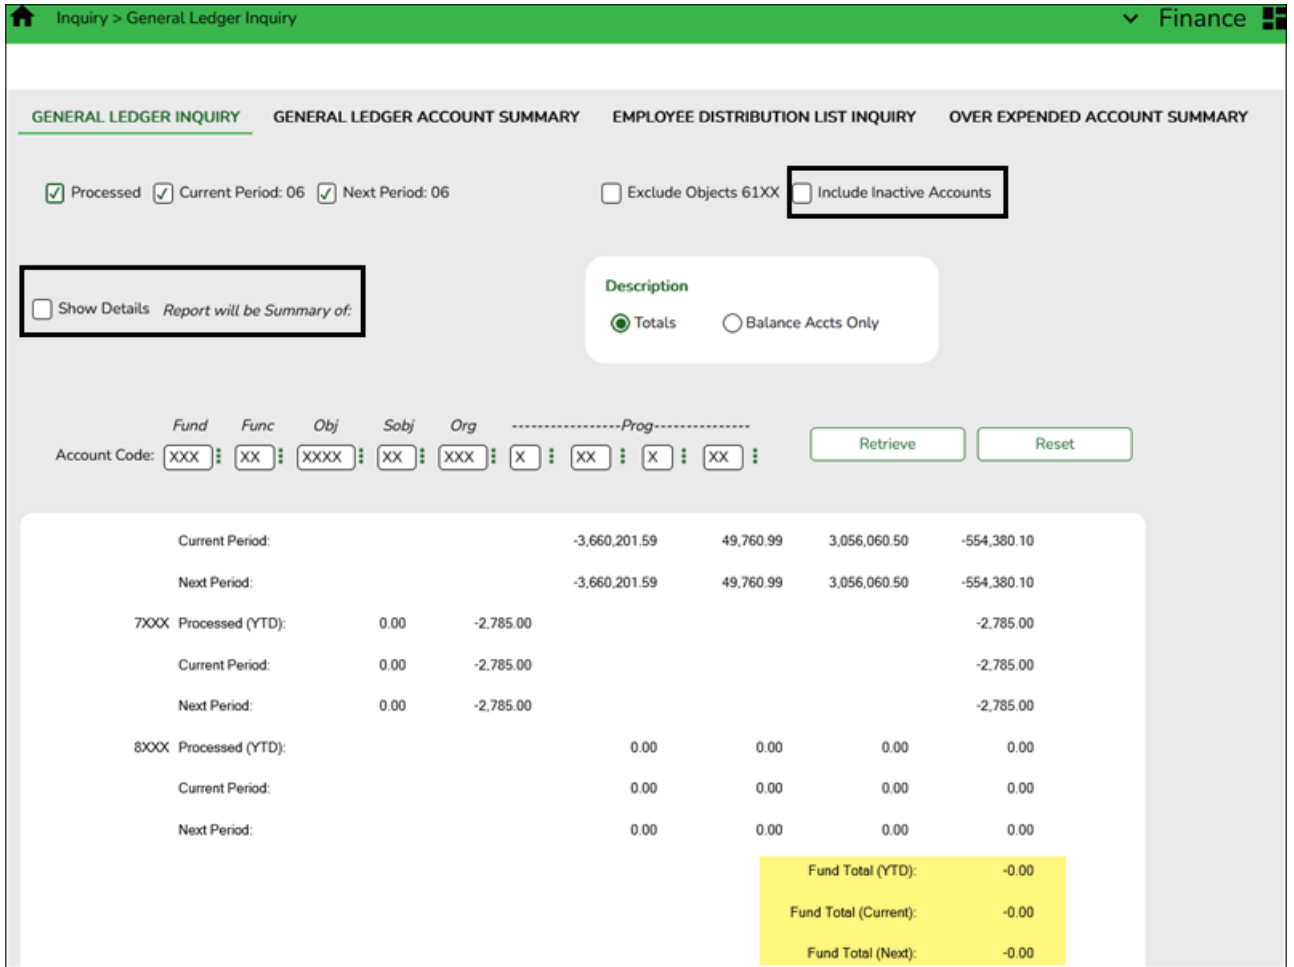 Inquiry > General Ledger Inquiry Finance
GENERAL LEDGER INQUIRY GENERAL LEDGER ACCOUNT SUMMARY EMPLOYEE DISTRIBUTION LIST INQUIRY OVER EXPENDED ACCOUNT SUMMARY
Processed Current Period: 06 Next Period: 06 Exclude Objects 61XX Include Inactive Accounts
Description
Show Details Report will be Summary of:
Totals Balance Accts Only
Fund Func Obj Sobj Org -----------------Prog---------------
Account Code: XXX XX XXXX XX XXX X XX X XX Retrieve Reset
Current Period: -3,660,201.59 49,760.99 3,056,060.50 -554,380.10
Next Period: -3,660,201.59 49,760.99 3,056,060.50 -554,380.10
7XXX Processed (YTD): 0.00 -2,785.00 -2,785.00
Current Period: 0.00 -2,785.00 -2,785.00
Next Period: 0.00 -2,785.00 -2,785.00
8XXX Processed (YTD): 0.00 0.00 0.00 0.00
Current Period: 0.00 0.00 0.00 0.00
Next Period: 0.00 0.00 0.00 0.00
Fund Total (YTD): -0.00
Fund Total (Current): -0.00
Fund Total (Next): -0.00